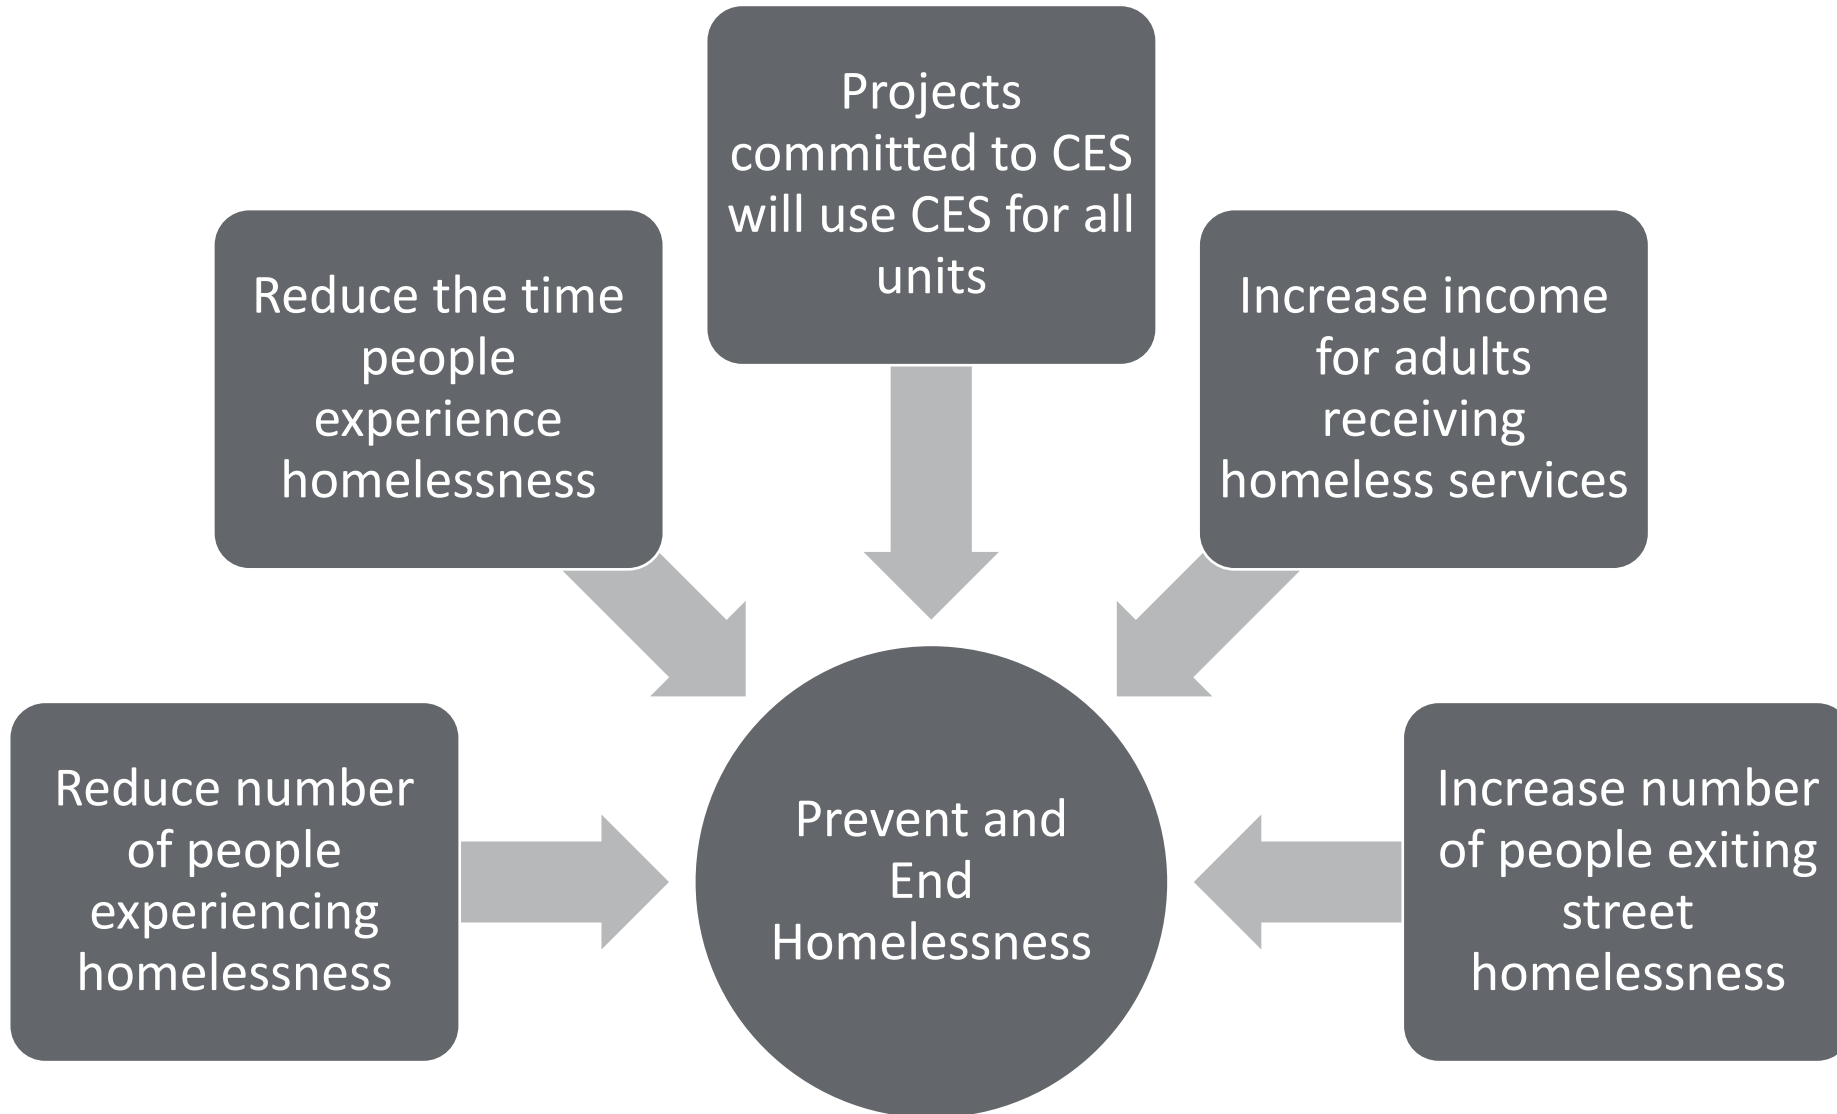 Projects
committed to CES
will use CES for all
units
Reduce the time
people
experience
homelessness
Increase income
for adults
receiving
homeless services
Reduce number
of people
experiencing
homelessness
Prevent and
End
Homelessness
Increase number
of people exiting
street
homelessness